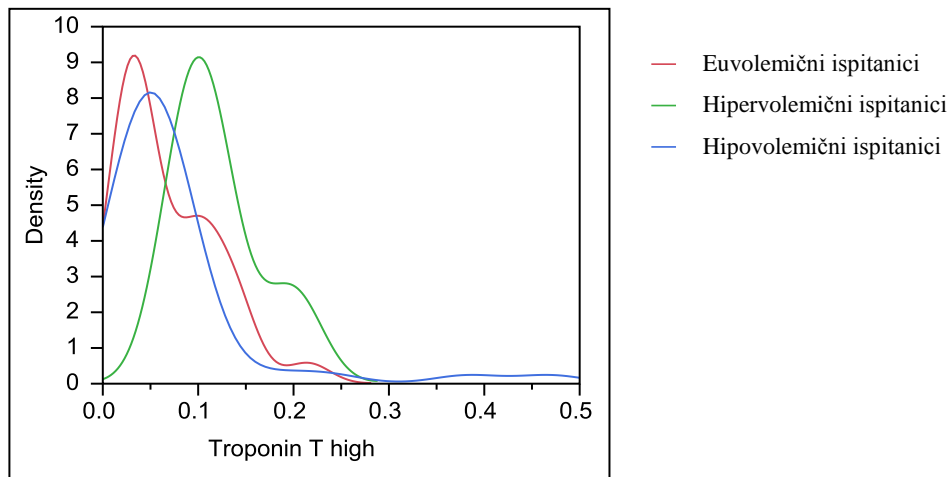 10
9
8
7
6
5
4
3
2
1
0
Density
0.0 0.1 0.2 0.3 0.4 0.5
Troponin T high
Euvolemični ispitanici
Hipervolemični ispitanici
Hipovolemični ispitanici